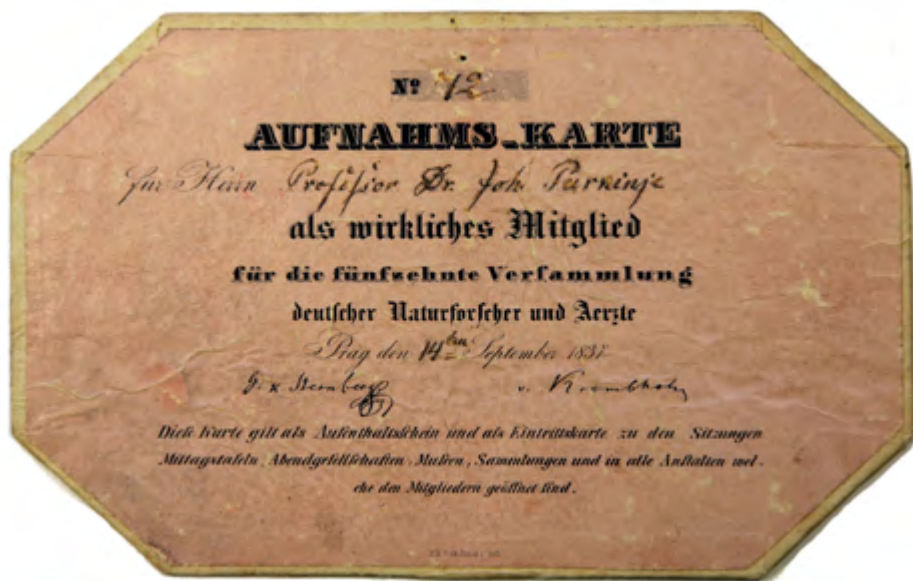 Nº 42
AUFNAHMS-KARTE
für Herrn Profeſsor Dr. Joh. Purkinje
als wirkliches Mitglied
für die fünfzehnte Verſammlung
deutſcher Naturforſcher und Aerzte
Prag den 14ten September 1837
v. Krombholz
Dieſe Karte gilt als Aufenthaltsſchein und als Eintrittskarte zu den Sitzungen
Mittagstafeln, Abendgeſellſchaften, Muſeen, Sammlungen und in alle Anſtalten wel-
che den Mitgliedern geöffnet ſind.